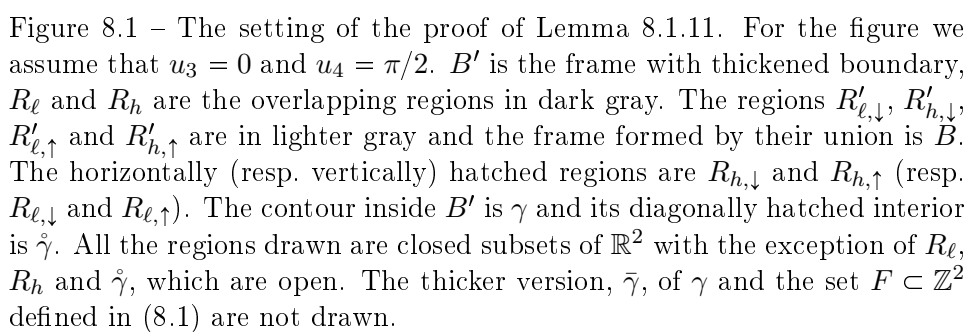 Figure 8.1 – The setting of the proof of Lemma 8.1.11. For the figure we
assume that u₃ = 0 and u₄ = π/2. B′ is the frame with thickened boundary,
R_ℓ and R_h are the overlapping regions in dark gray. The regions R′_{ℓ,↓}, R′_{h,↓},
R′_{ℓ,↑} and R′_{h,↑} are in lighter gray and the frame formed by their union is B.
The horizontally (resp. vertically) hatched regions are R_{h,↓} and R_{h,↑} (resp.
R_{ℓ,↓} and R_{ℓ,↑}). The contour inside B′ is γ and its diagonally hatched interior
is γ̊. All the regions drawn are closed subsets of ℝ² with the exception of R_ℓ,
R_h and γ̊, which are open. The thicker version, γ̄, of γ and the set F ⊂ ℤ²
defined in (8.1) are not drawn.